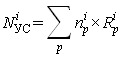 N^i_УС = ∑_p n^i_p × R^i_p